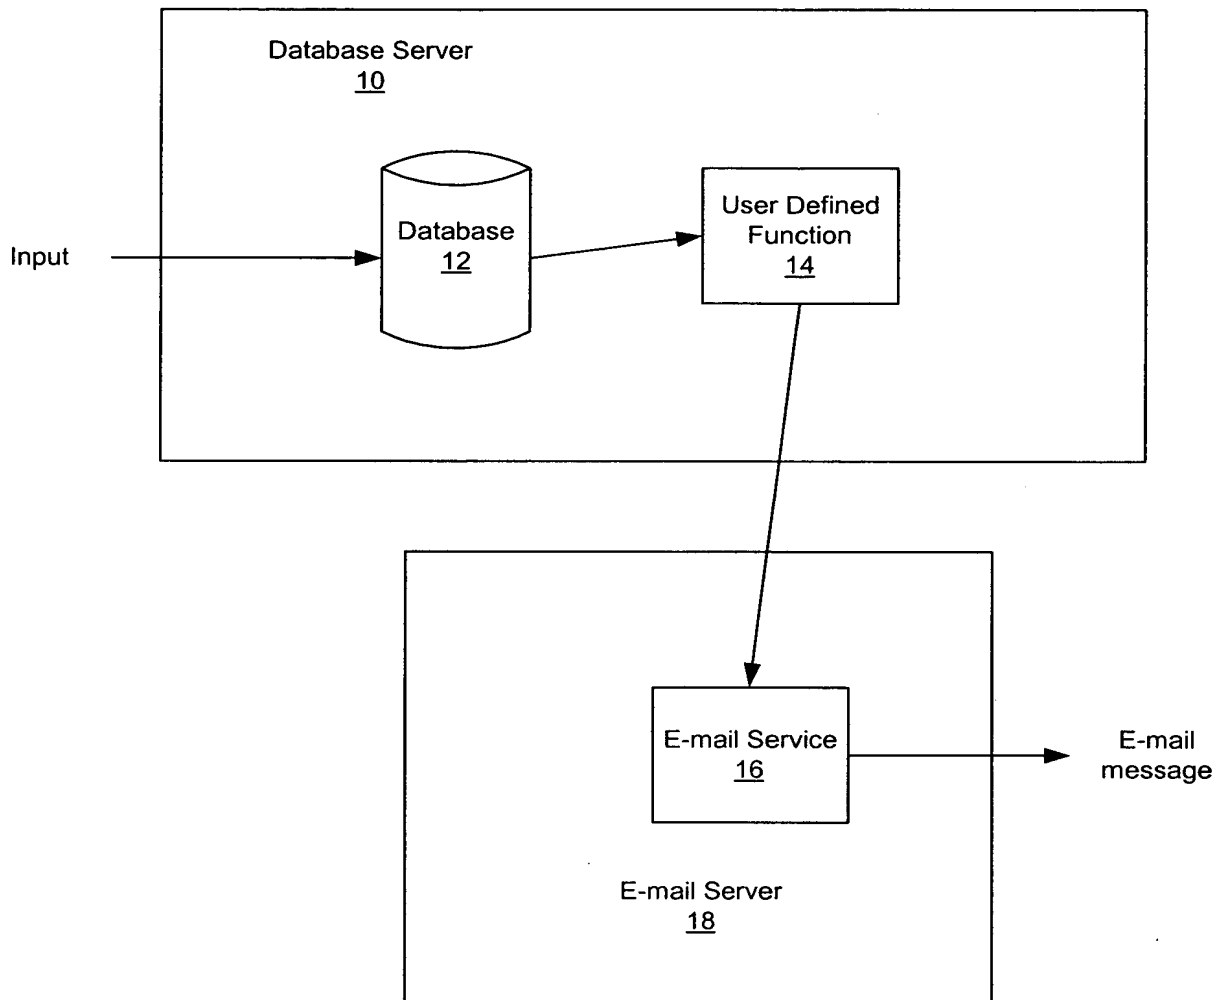 Database Server
10
Database
12
User Defined
Function
14
Input
E-mail Service
16
E-mail
message
E-mail Server
18